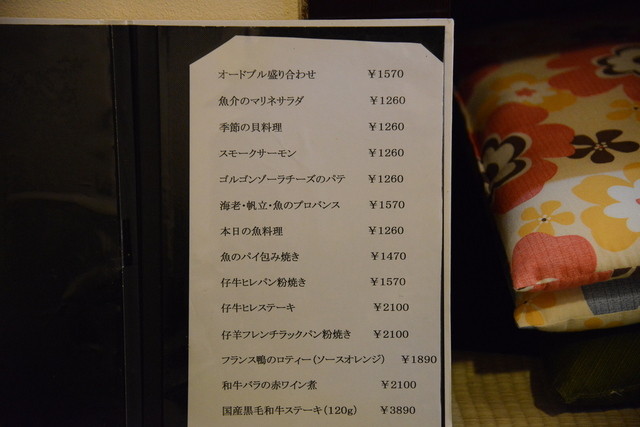 オードブル盛り合わせ ￥1570
魚介のマリネサラダ ￥1260
季節の貝料理 ￥1260
スモークサーモン ￥1260
ゴルゴンゾーラチーズのパテ ￥1260
海老・帆立・魚のプロバンス ￥1570
本日の魚料理 ￥1260
魚のパイ包み焼き ￥1470
仔牛ヒレパン粉焼き ￥1570
仔牛ヒレステーキ ￥2100
仔羊フレンチラックパン粉焼き ￥2100
フランス鴨のロティー(ソースオレンジ) ￥1890
和牛バラの赤ワイン煮 ￥2100
国産黒毛和牛ステーキ(120g) ￥3890